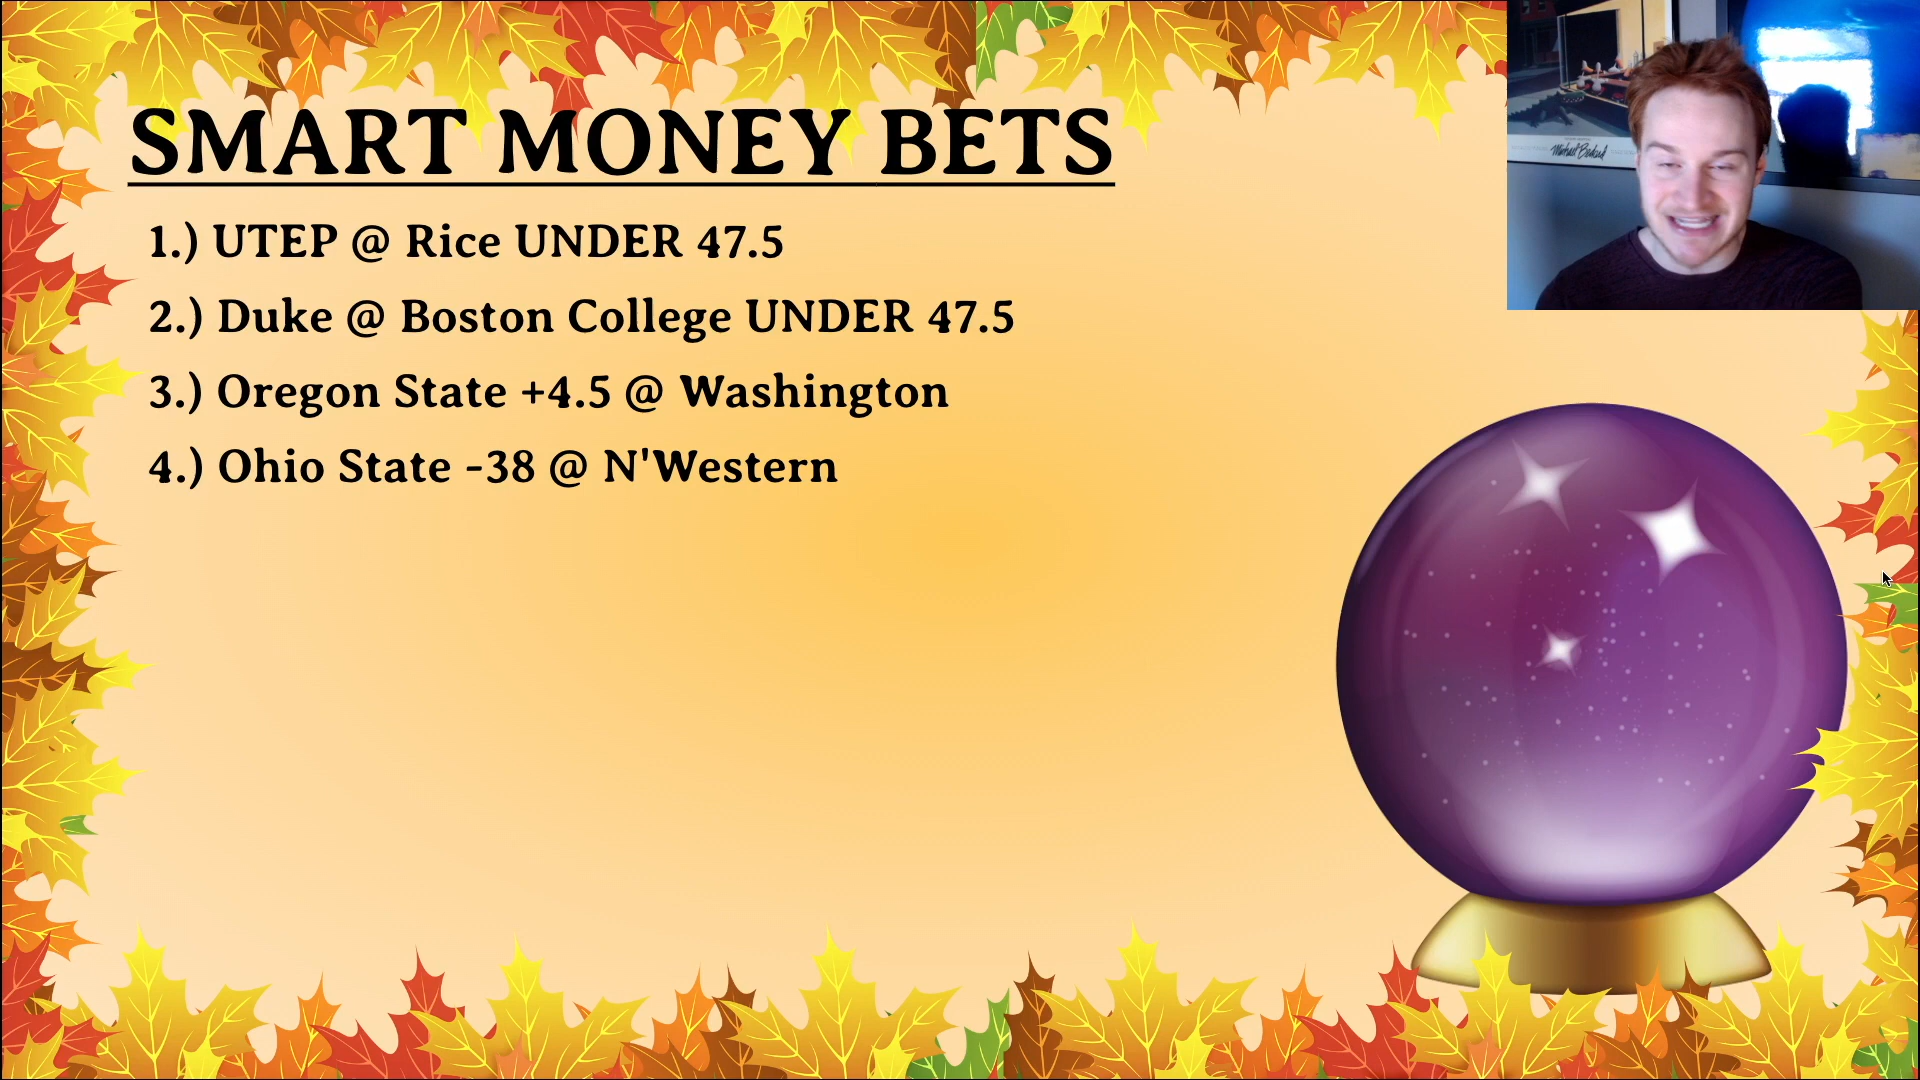 SMART MONEY BETS
1.) UTEP @ Rice UNDER 47.5
2.) Duke @ Boston College UNDER 47.5
3.) Oregon State +4.5 @ Washington
4.) Ohio State -38 @ N'Western